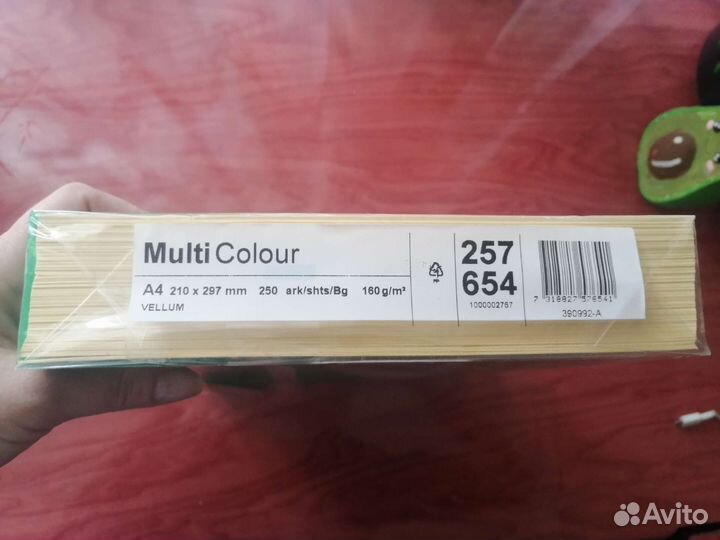 Multi Colour
A4 210 x 297 mm 250 ark/shts/Bg 160 g/m²
VELLUM
257
654
1000002767
7 318827 576541
390992-A
Avito